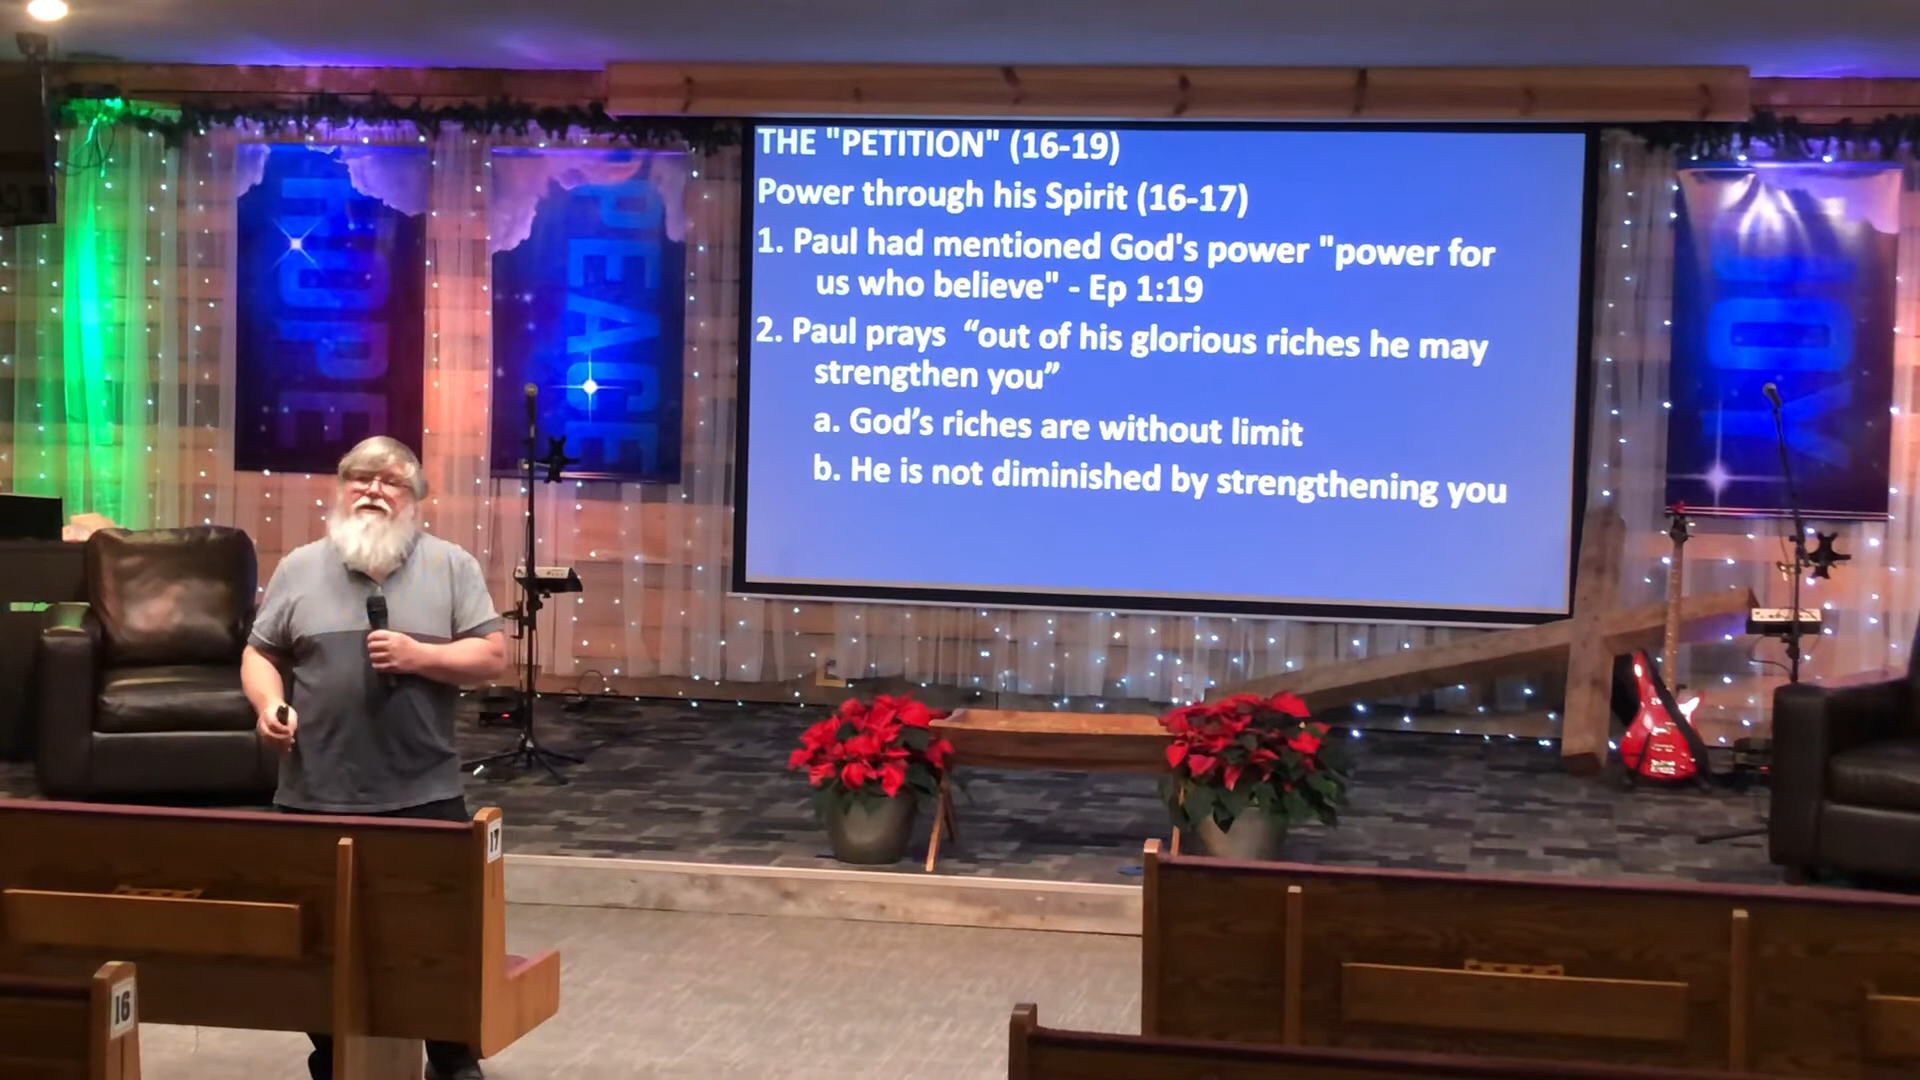 HOPE
PEACE
THE "PETITION" (16-19)
Power through his Spirit (16-17)
1. Paul had mentioned God's power "power for
us who believe" - Ep 1:19
2. Paul prays “out of his glorious riches he may
strengthen you”
a. God’s riches are without limit
b. He is not diminished by strengthening you
JOY
17
16